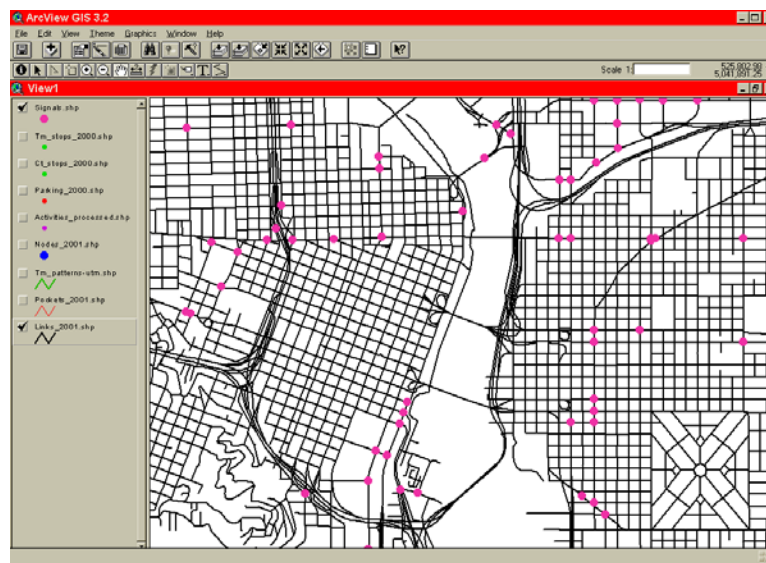 ArcView GIS 3.2
File Edit View Theme Graphics Window Help
Scale 1:
525,802.98
5,041,891.25
View1
Signals.shp
Tm_stops_2000.shp
Ct_stops_2000.shp
Parking_2000.shp
Activities_processed.shp
Nodes_2001.shp
Tm_patterns-utm.shp
Pockets_2001.shp
Links_2001.shp